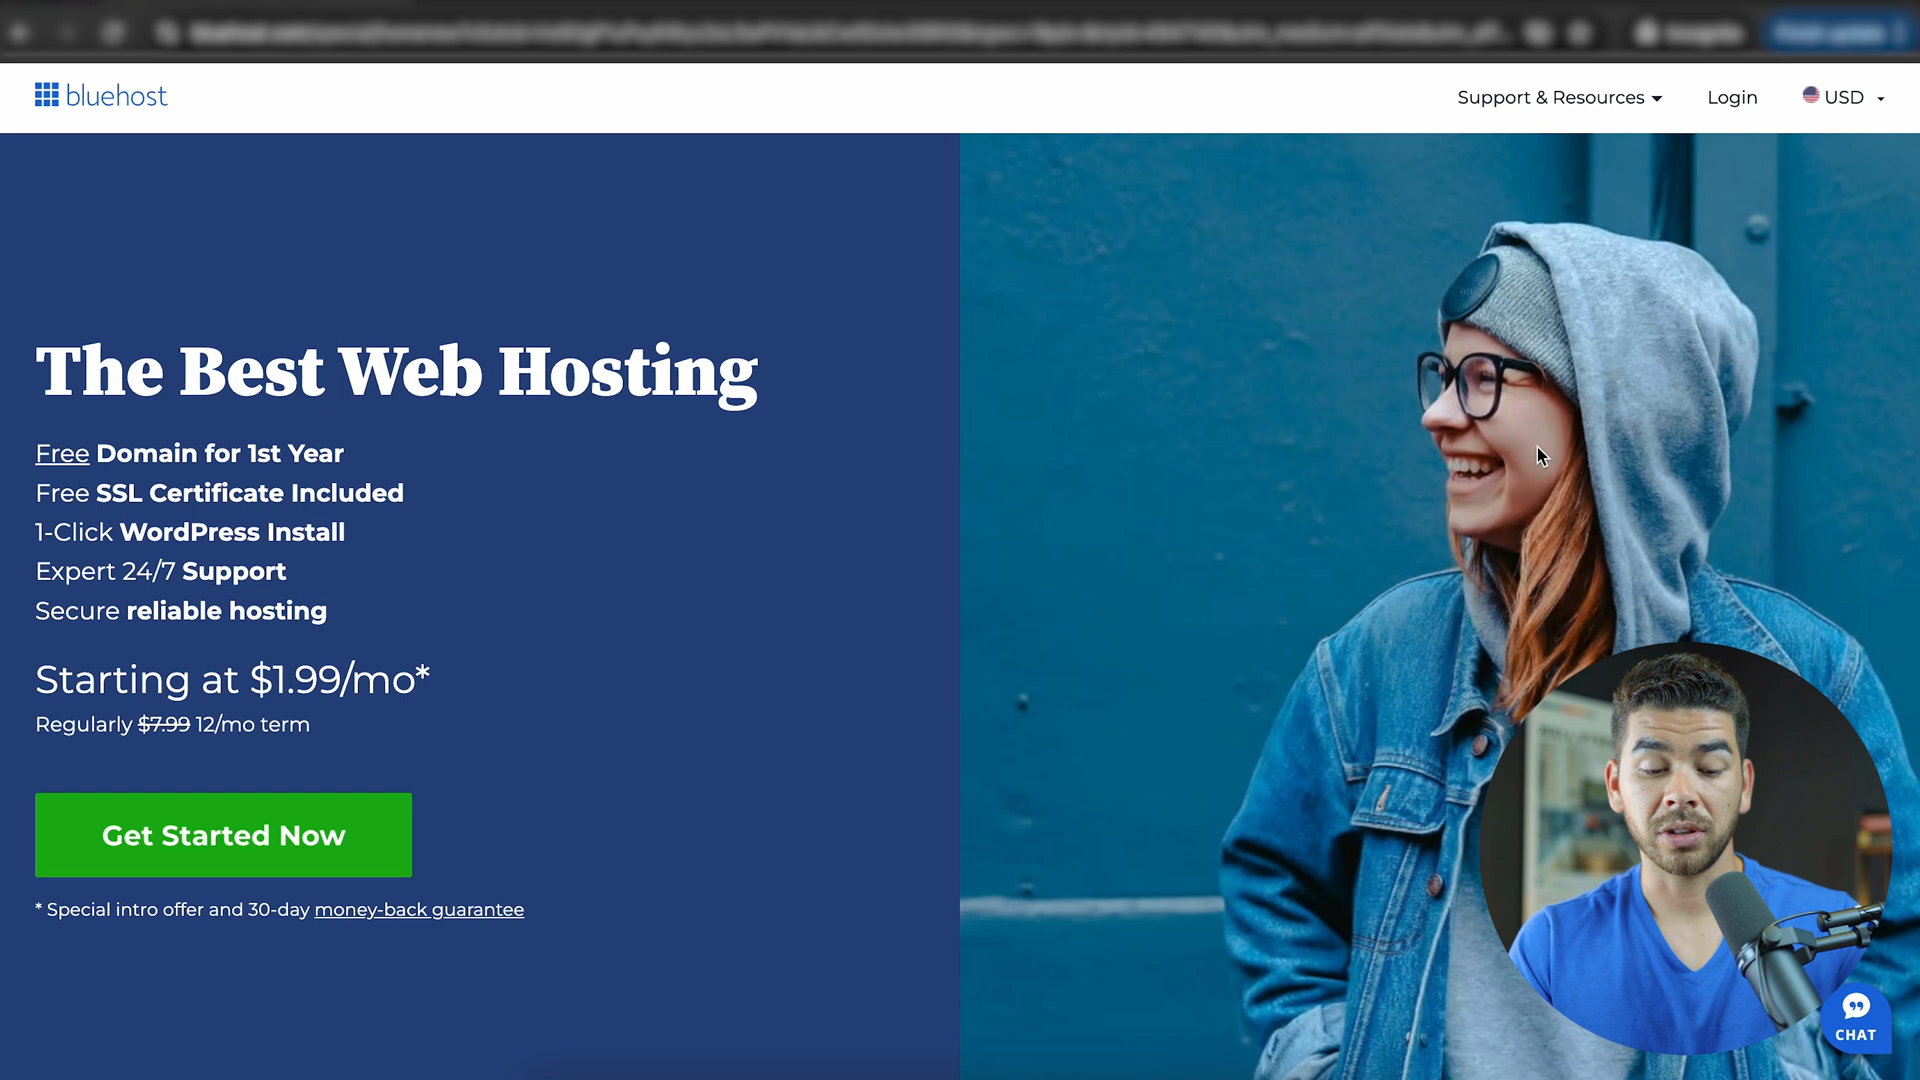 bluehost
Support & Resources
Login
USD
The Best Web Hosting
Free Domain for 1st Year
Free SSL Certificate Included
1-Click WordPress Install
Expert 24/7 Support
Secure reliable hosting
Starting at $1.99/mo*
Regularly $7.99 12/mo term
Get Started Now
* Special intro offer and 30-day money-back guarantee
CHAT